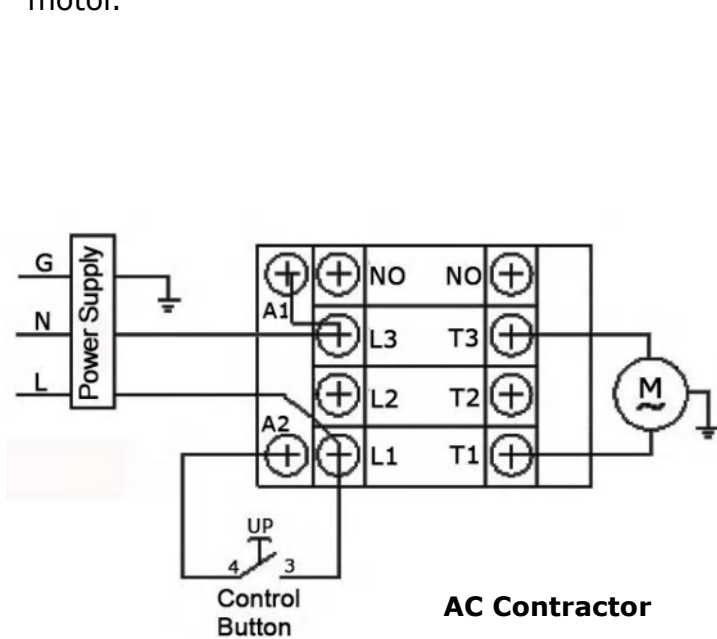 motor.
G
N
L
Power Supply
A1
NO NO
L3 T3
L2 T2
A2
L1 T1
M
UP
4 3
Control
Button
AC Contractor